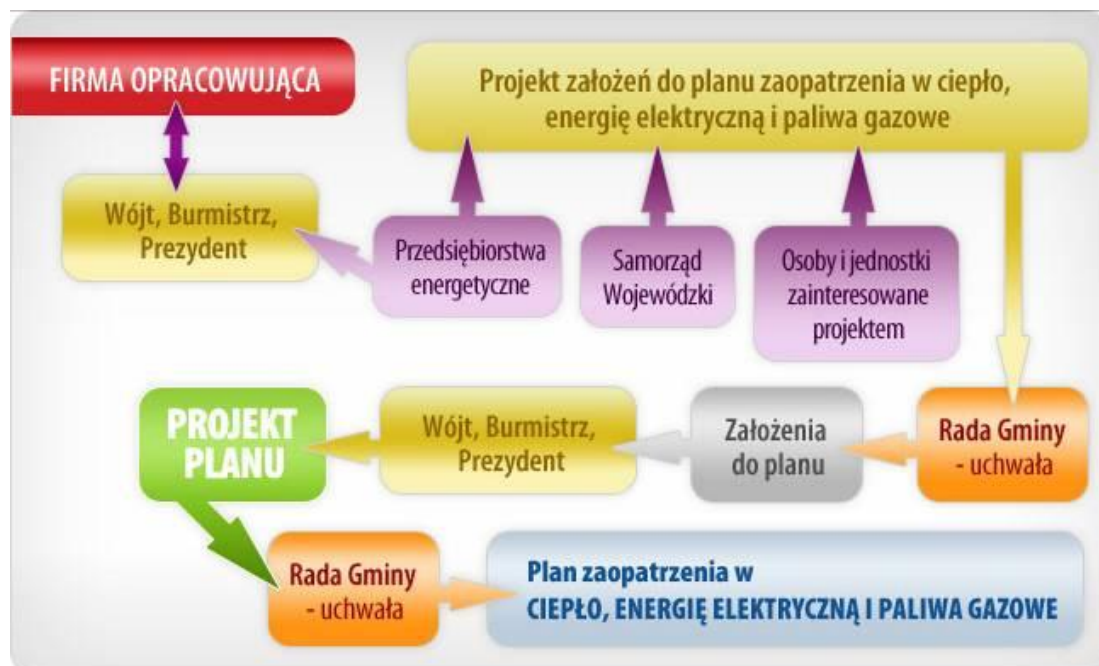 FIRMA OPRACOWUJĄCA
Projekt założeń do planu zaopatrzenia w ciepło,
energię elektryczną i paliwa gazowe
Wójt, Burmistrz,
Prezydent
Przedsiębiorstwa
energetyczne
Samorząd
Wojewódzki
Osoby i jednostki
zainteresowane
projektem
PROJEKT
PLANU
Wójt, Burmistrz,
Prezydent
Założenia
do planu
Rada Gminy
- uchwała
Rada Gminy
- uchwała
Plan zaopatrzenia w
CIEPŁO, ENERGIĘ ELEKTRYCZNĄ I PALIWA GAZOWE